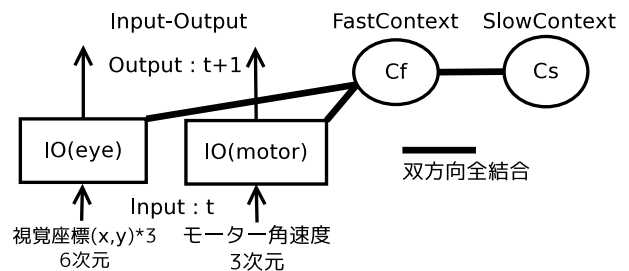 Input-Output
FastContext
SlowContext
Output : t+1
Cf
Cs
IO(eye)
IO(motor)
双方向全結合
Input : t
視覚座標(x,y)*3
6次元
モーター角速度
3次元